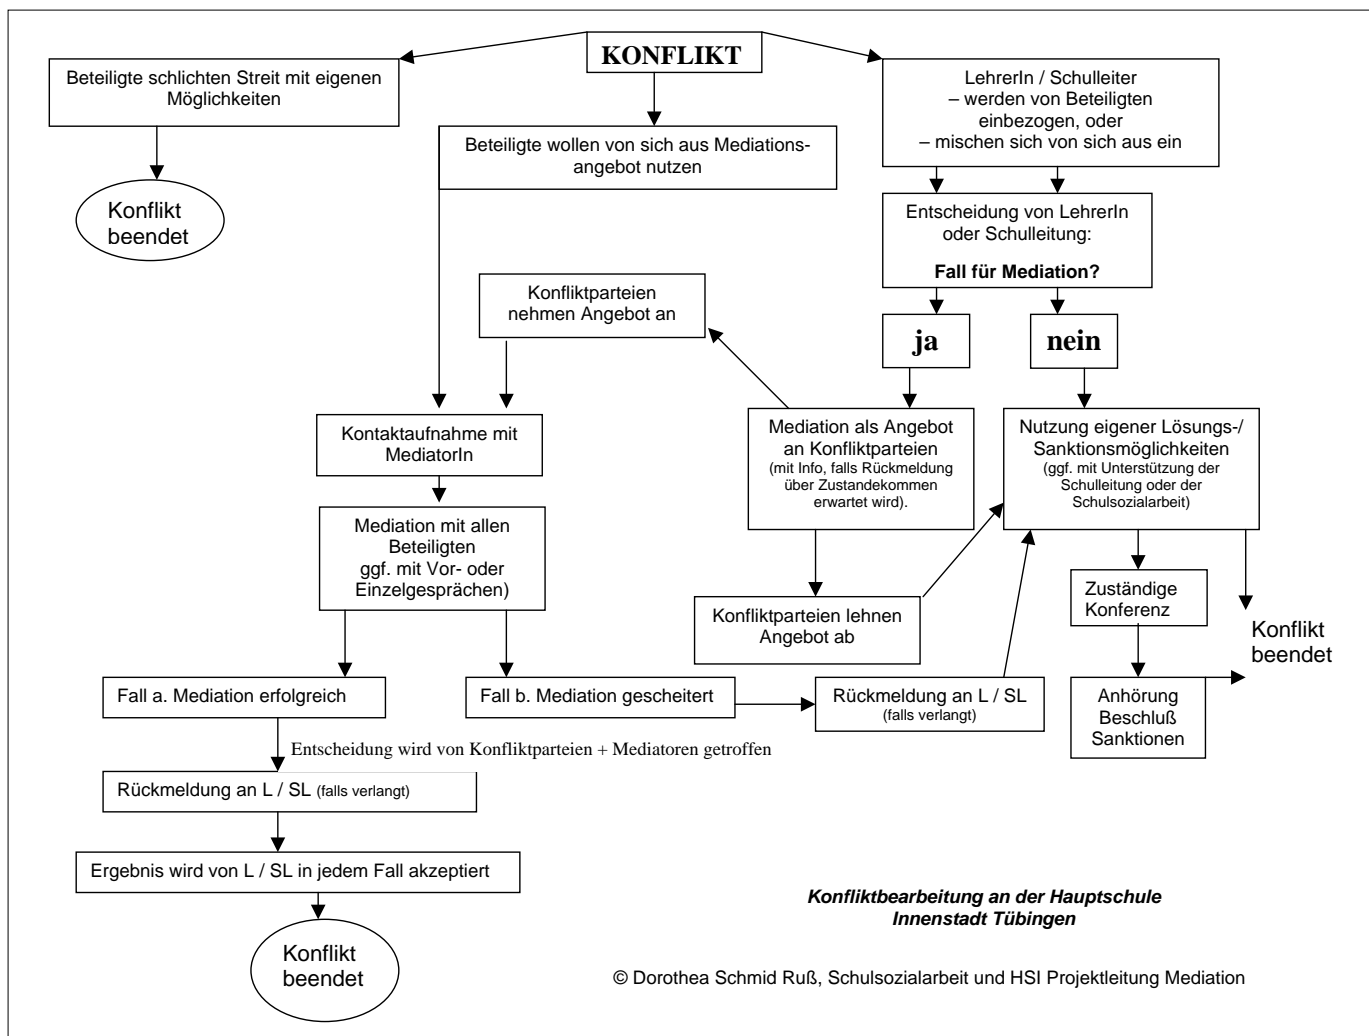 KONFLIKT
Beteiligte schlichten Streit mit eigenen
Möglichkeiten
Konflikt
beendet
Beteiligte wollen von sich aus Mediations-
angebot nutzen
LehrerIn / Schulleiter
– werden von Beteiligten
einbezogen, oder
– mischen sich von sich aus ein
Entscheidung von LehrerIn
oder Schulleitung:
Fall für Mediation?
ja
nein
Konfliktparteien
nehmen Angebot an
Kontaktaufnahme mit
MediatorIn
Mediation als Angebot
an Konfliktparteien
(mit Info, falls Rückmeldung
über Zustandekommen
erwartet wird).
Nutzung eigener Lösungs-/
Sanktionsmöglichkeiten
(ggf. mit Unterstützung der
Schulleitung oder der
Schulsozialarbeit)
Mediation mit allen
Beteiligten
ggf. mit Vor- oder
Einzelgesprächen)
Konfliktparteien lehnen
Angebot ab
Zuständige
Konferenz
Konflikt
beendet
Fall a. Mediation erfolgreich
Fall b. Mediation gescheitert
Rückmeldung an L / SL
(falls verlangt)
Anhörung
Beschluß
Sanktionen
Entscheidung wird von Konfliktparteien + Mediatoren getroffen
Rückmeldung an L / SL (falls verlangt)
Ergebnis wird von L / SL in jedem Fall akzeptiert
Konflikt
beendet
Konfliktbearbeitung an der Hauptschule
Innenstadt Tübingen
© Dorothea Schmid Ruß, Schulsozialarbeit und HSI Projektleitung Mediation